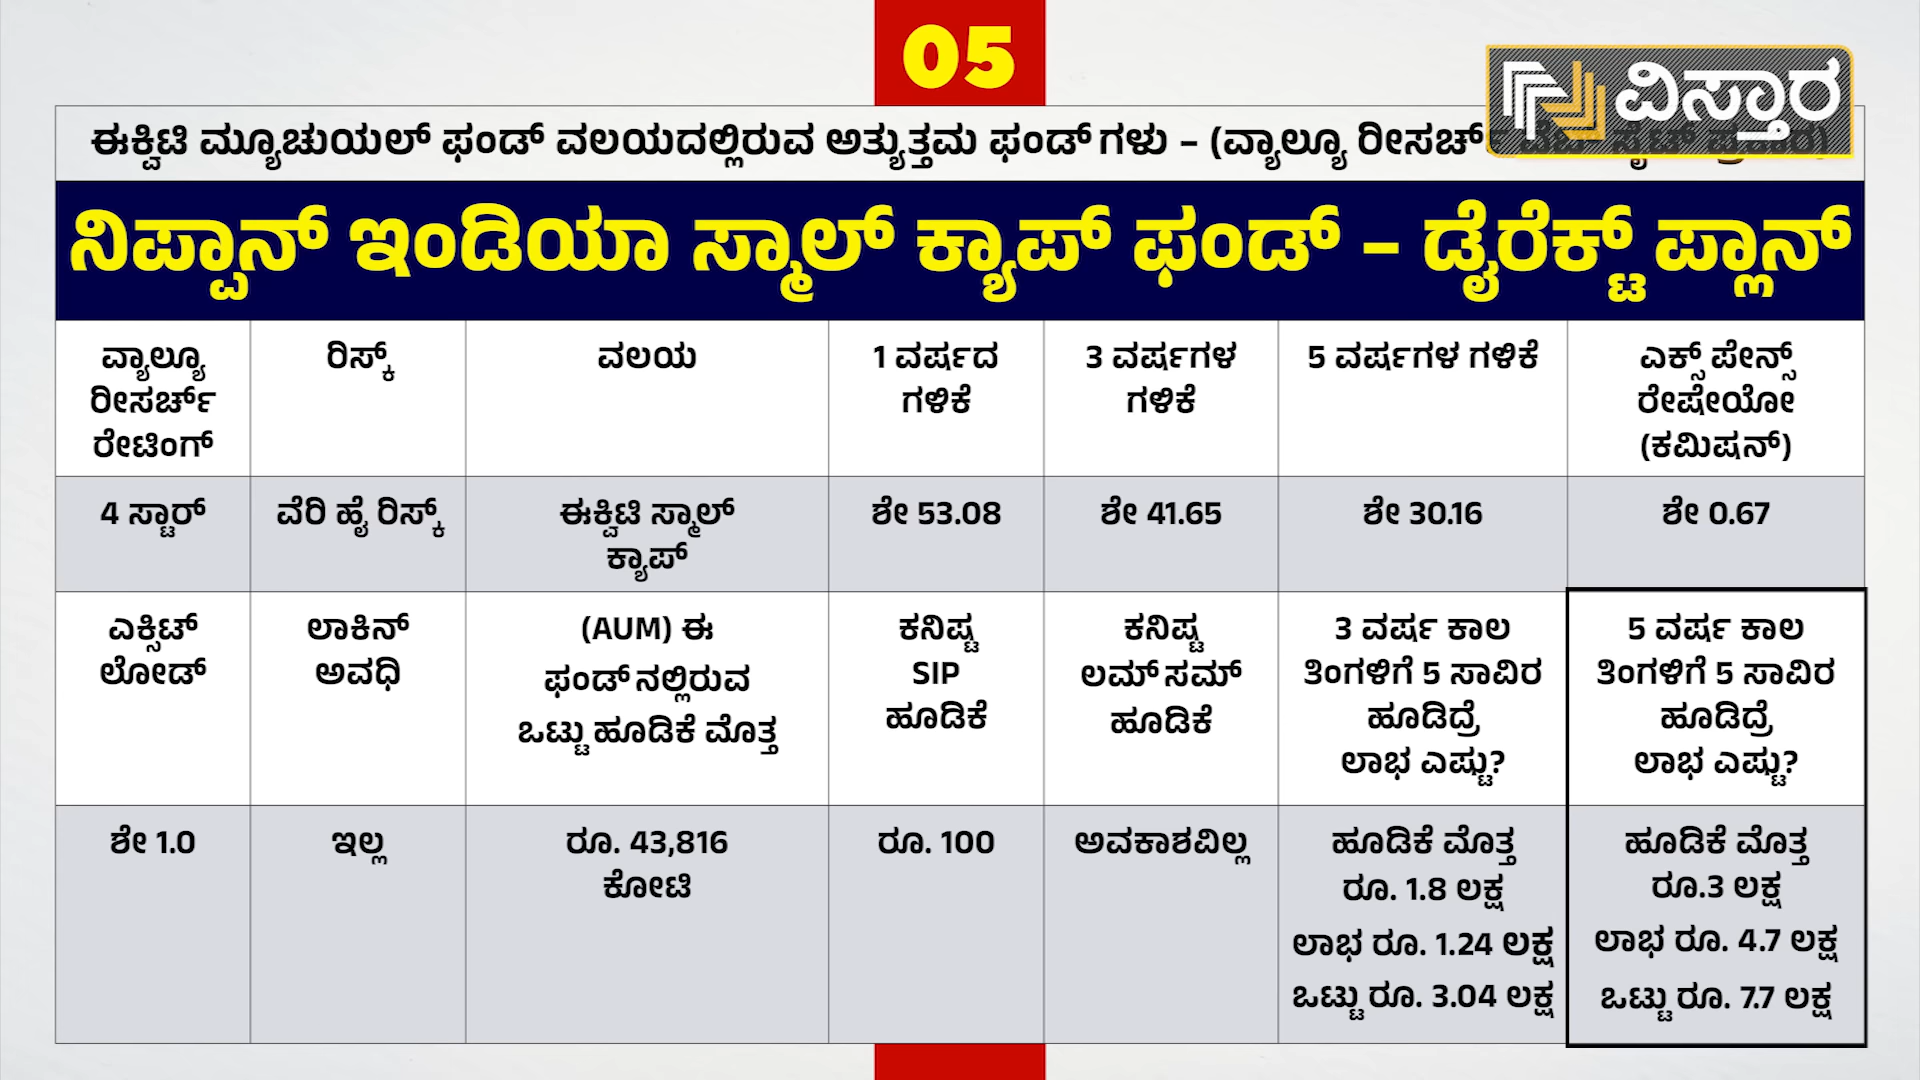 05
ವಿಸ್ತಾರ
ಈಕ್ವಿಟಿ ಮ್ಯೂಚುಯಲ್ ಫಂಡ್ ವಲಯದಲ್ಲಿರುವ ಅತ್ಯುತ್ತಮ ಫಂಡ್ ಗಳು – (ವ್ಯಾಲ್ಯೂ ರೀಸರ್ಚ್
ನಿಪ್ಪಾನ್ ಇಂಡಿಯಾ ಸ್ಮಾಲ್ ಕ್ಯಾಪ್ ಫಂಡ್ – ಡೈರೆಕ್ಟ್ ಪ್ಲಾನ್
ವ್ಯಾಲ್ಯೂ
ರೀಸರ್ಚ್
ರೇಟಿಂಗ್
ರಿಸ್ಕ್
ವಲಯ
1 ವರ್ಷದ
ಗಳಿಕೆ
3 ವರ್ಷಗಳ
ಗಳಿಕೆ
5 ವರ್ಷಗಳ ಗಳಿಕೆ
ಎಕ್ಸ್ ಪೇನ್ಸ್
ರೇಷೇಯೋ
(ಕಮಿಷನ್)
4 ಸ್ಟಾರ್
ವೆರಿ ಹೈ ರಿಸ್ಕ್
ಈಕ್ವಿಟಿ ಸ್ಮಾಲ್
ಕ್ಯಾಪ್
ಶೇ 53.08
ಶೇ 41.65
ಶೇ 30.16
ಶೇ 0.67
ಎಕ್ಸಿಟ್
ಲೋಡ್
ಲಾಕಿನ್
ಅವಧಿ
(AUM) ಈ
ಫಂಡ್ ನಲ್ಲಿರುವ
ಒಟ್ಟು ಹೂಡಿಕೆ ಮೊತ್ತ
ಕನಿಷ್ಟ
SIP
ಹೂಡಿಕೆ
ಕನಿಷ್ಟ
ಲಮ್ ಸಮ್
ಹೂಡಿಕೆ
3 ವರ್ಷ ಕಾಲ
ತಿಂಗಳಿಗೆ 5 ಸಾವಿರ
ಹೂಡಿದ್ರೆ
ಲಾಭ ಎಷ್ಟು?
5 ವರ್ಷ ಕಾಲ
ತಿಂಗಳಿಗೆ 5 ಸಾವಿರ
ಹೂಡಿದ್ರೆ
ಲಾಭ ಎಷ್ಟು?
ಶೇ 1.0
ಇಲ್ಲ
ರೂ. 43,816
ಕೋಟಿ
ರೂ. 100
ಅವಕಾಶವಿಲ್ಲ
ಹೂಡಿಕೆ ಮೊತ್ತ
ರೂ. 1.8 ಲಕ್ಷ
ಲಾಭ ರೂ. 1.24 ಲಕ್ಷ
ಒಟ್ಟು ರೂ. 3.04 ಲಕ್ಷ
ಹೂಡಿಕೆ ಮೊತ್ತ
ರೂ.3 ಲಕ್ಷ
ಲಾಭ ರೂ. 4.7 ಲಕ್ಷ
ಒಟ್ಟು ರೂ. 7.7 ಲಕ್ಷ